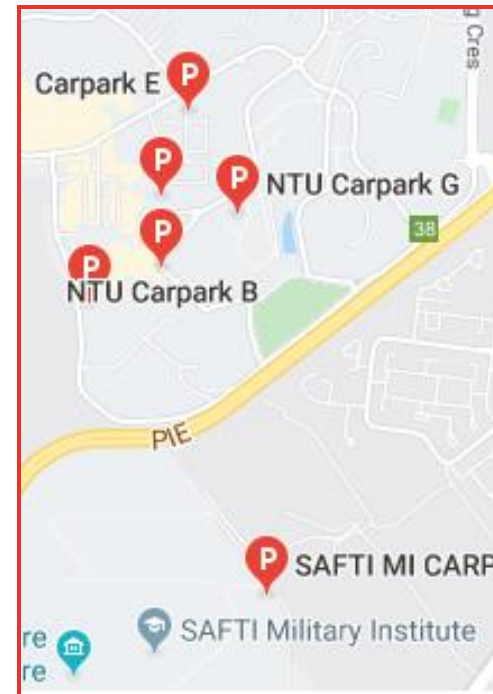 g Cres
Carpark E
P
P
P
NTU Carpark G
38
P
P
NTU Carpark B
PIE
P
SAFTI MI CARP
SAFTI Military Institute
re
re